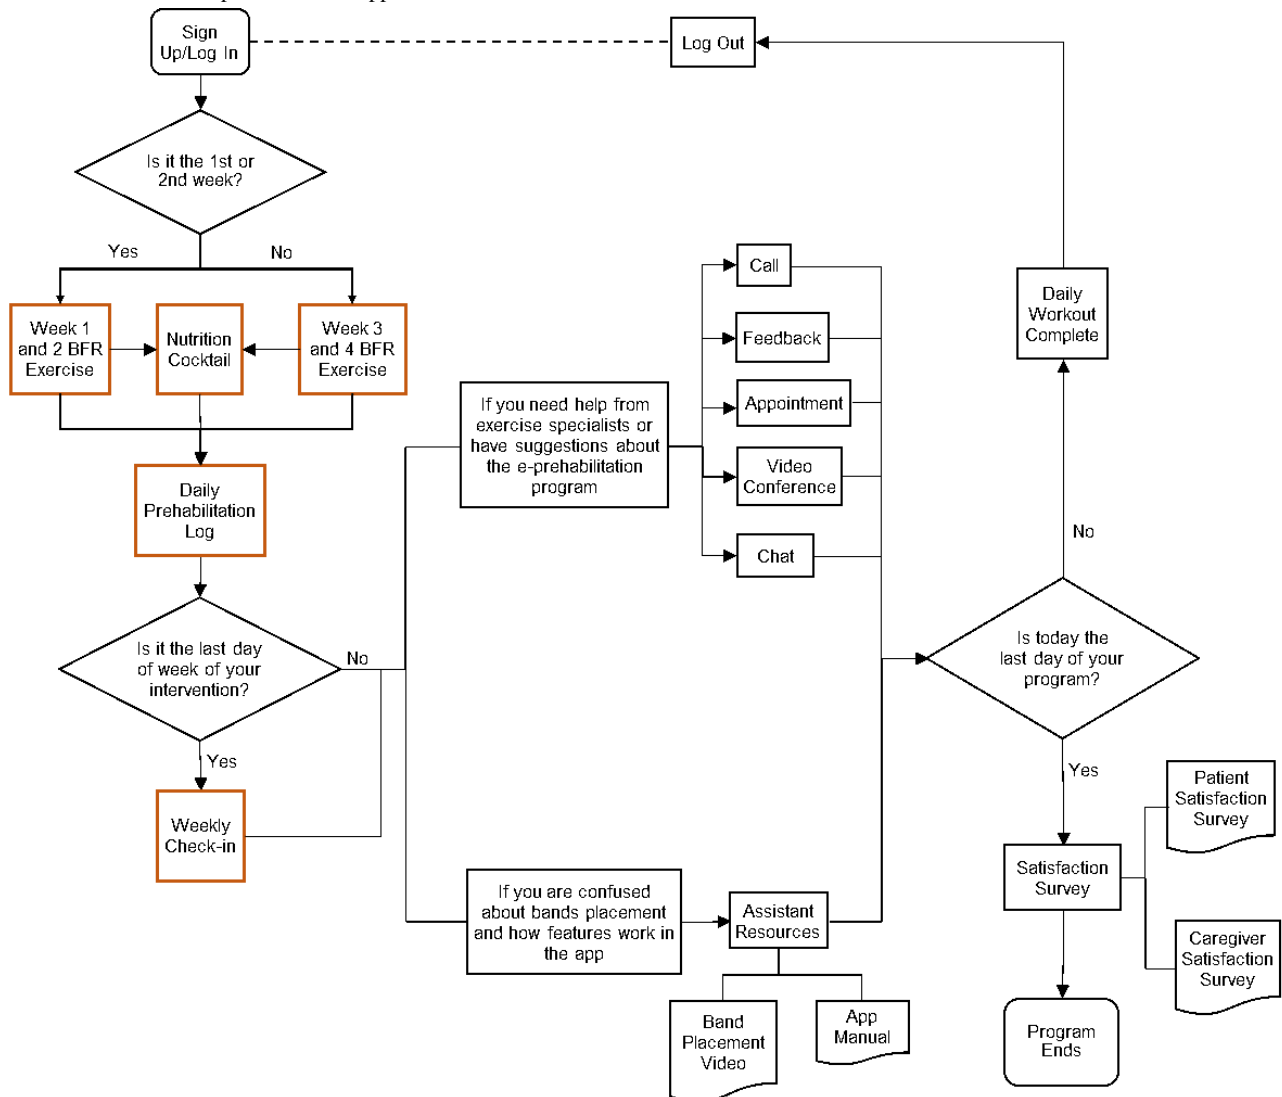 Sign
Up/Log In
Log Out
Is it the 1st or
2nd week?
Yes
No
Week 1
and 2 BFR
Exercise
Nutrition
Cocktail
Week 3
and 4 BFR
Exercise
Daily
Prehabilitation
Log
Is it the last day
of week of your
intervention?
No
Yes
Weekly
Check-in
If you need help from
exercise specialists or
have suggestions about
the e-prehabilitation
program
Call
Feedback
Appointment
Video
Conference
Chat
If you are confused
about bands placement
and how features work in
the app
Assistant
Resources
Band
Placement
Video
App
Manual
Daily
Workout
Complete
No
Is today the
last day of your
program?
Yes
Satisfaction
Survey
Patient
Satisfaction
Survey
Caregiver
Satisfaction
Survey
Program
Ends